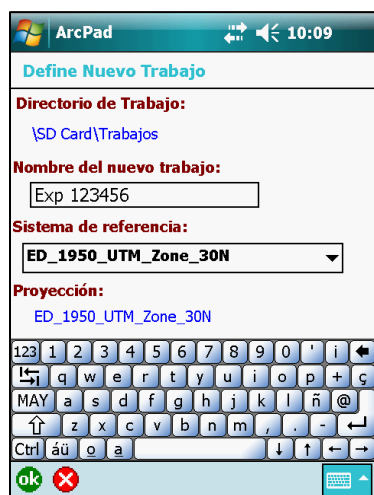 ArcPad 10:09
Define Nuevo Trabajo
Directorio de Trabajo:
\SD Card\Trabajos
Nombre del nuevo trabajo:
Exp 123456
Sistema de referencia:
ED_1950_UTM_Zone_30N
Proyección:
ED_1950_UTM_Zone_30N
123 1 2 3 4 5 6 7 8 9 0 ' ¡
q w e r t y u i o p + ç
MAY a s d f g h j k l ñ @
z x c v b n m , . -
Ctrl áü o a
ok